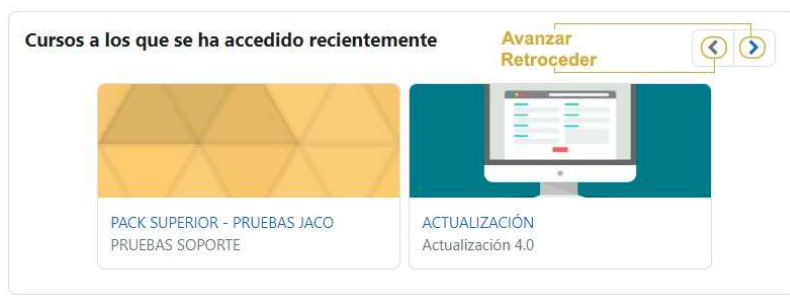 Cursos a los que se ha accedido recientemente
Avanzar
Retroceder
PACK SUPERIOR - PRUEBAS JACO
PRUEBAS SOPORTE
ACTUALIZACIÓN
Actualización 4.0